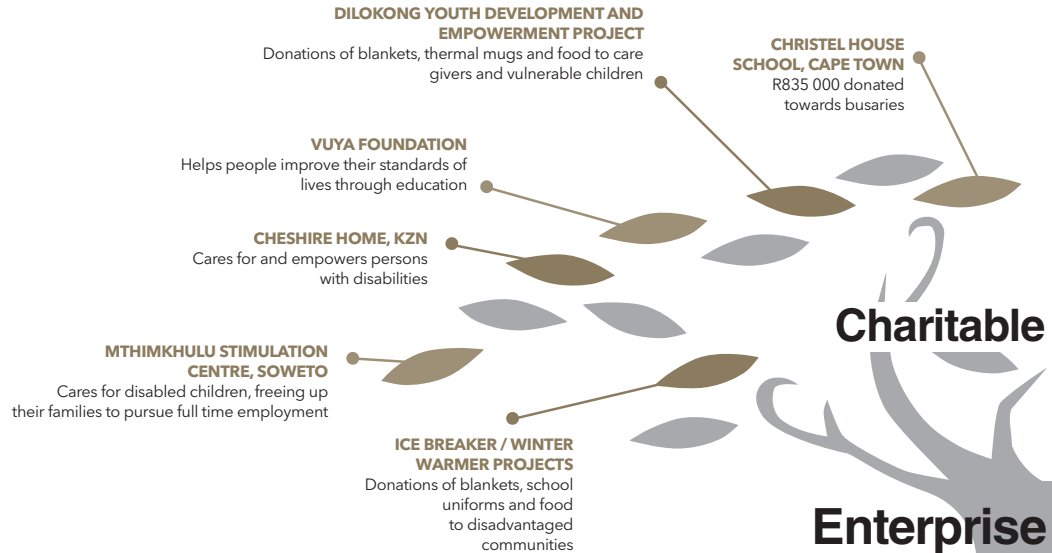 DILOKONG YOUTH DEVELOPMENT AND
EMPOWERMENT PROJECT
Donations of blankets, thermal mugs and food to care
givers and vulnerable children
CHRISTEL HOUSE
SCHOOL, CAPE TOWN
R835 000 donated
towards busaries
VUYA FOUNDATION
Helps people improve their standards of
lives through education
CHESHIRE HOME, KZN
Cares for and empowers persons
with disabilities
Charitable
MTHIMKHULU STIMULATION
CENTRE, SOWETO
Cares for disabled children, freeing up
their families to pursue full time employment
ICE BREAKER / WINTER
WARMER PROJECTS
Donations of blankets, school
uniforms and food
to disadvantaged
communities
Enterprise